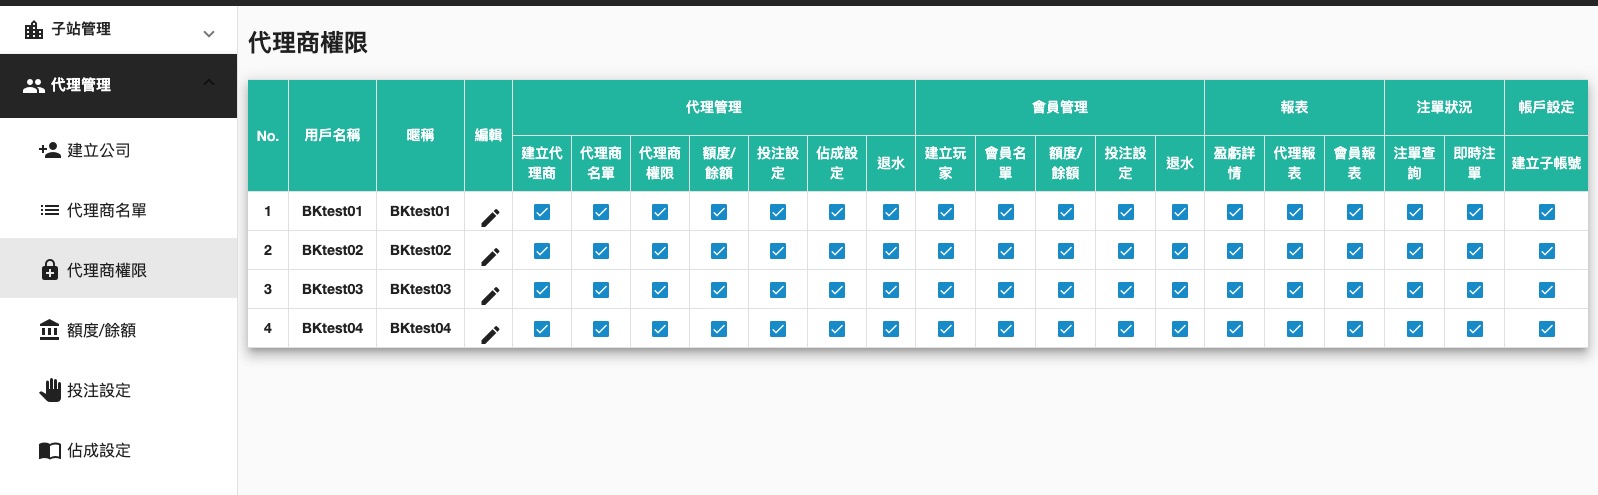 子站管理
代理管理
建立公司
代理商名單
代理商權限
額度/餘額
投注設定
佔成設定
代理商權限
No. 用戶名稱 暱稱 編輯 代理管理 會員管理 報表 注單狀況 帳戶設定
建立代理商 代理商名單 代理商權限 額度/餘額 投注設定 佔成設定 退水 建立玩家 會員名單 額度/餘額 投注設定 退水 盈虧詳情 代理報表 會員報表 注單查詢 即時注單 建立子帳號
1 BKtest01 BKtest01
2 BKtest02 BKtest02
3 BKtest03 BKtest03
4 BKtest04 BKtest04